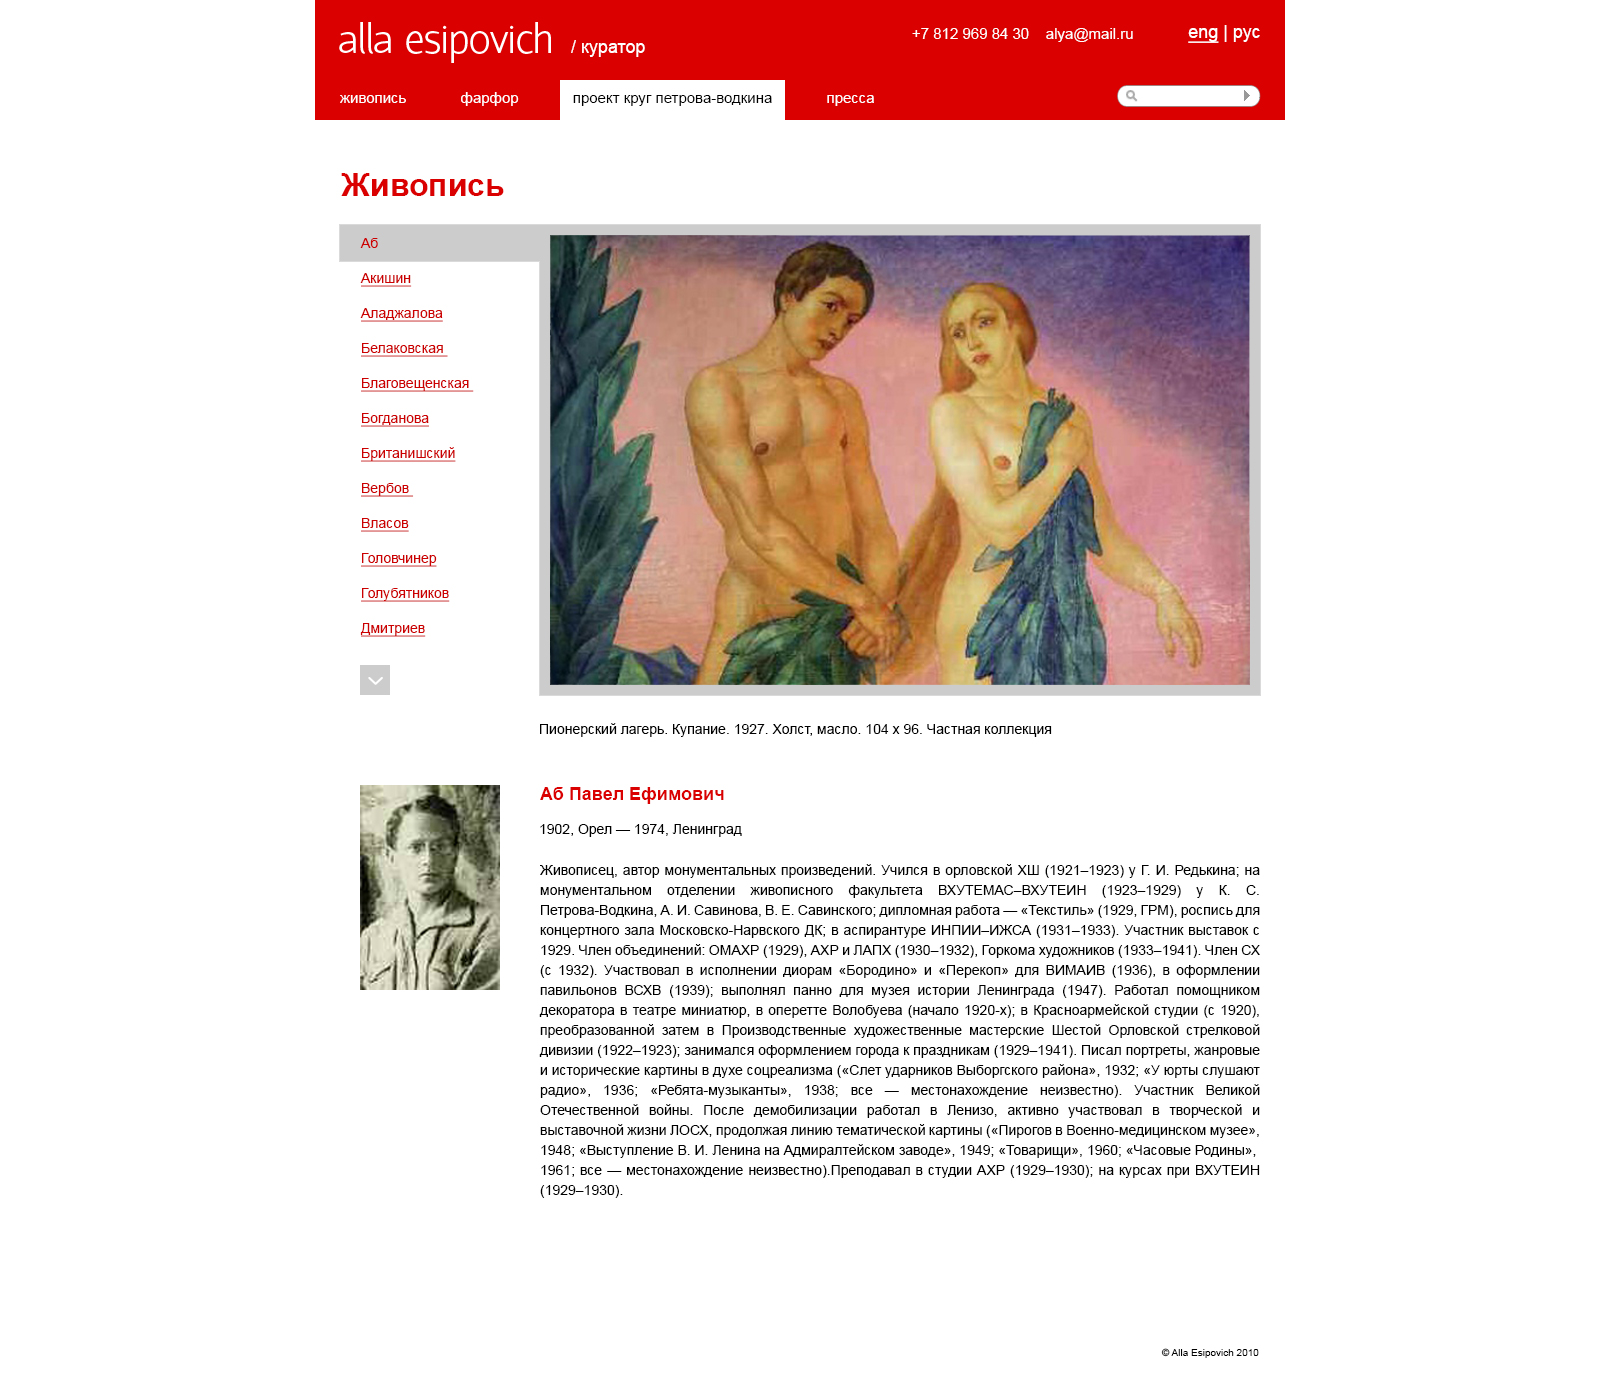 alla esipovich / куратор
+7 812 969 84 30 alya@mail.ru
eng | рус
живопись фарфор проект круг петрова-водкина пресса
Живопись
Аб
Акишин
Аладжалова
Белаковская
Благовещенская
Богданова
Британишский
Вербов
Власов
Головчинер
Голубятников
Дмитриев
Пионерский лагерь. Купание. 1927. Холст, масло. 104 x 96. Частная коллекция
Аб Павел Ефимович
1902, Орел — 1974, Ленинград
Живописец, автор монументальных произведений. Учился в орловской ХШ (1921–1923) у Г. И. Редькина; на
монументальном отделении живописного факультета ВХУТЕМАС–ВХУТЕИН (1923–1929) у К. С.
Петрова-Водкина, А. И. Савинова, В. Е. Савинского; дипломная работа — «Текстиль» (1929, ГРМ), роспись для
концертного зала Московско-Нарвского ДК; в аспирантуре ИНПИИ–ИЖСА (1931–1933). Участник выставок с
1929. Член объединений: ОМАХР (1929), АХР и ЛАПХ (1930–1932), Горкома художников (1933–1941). Член СХ
(с 1932). Участвовал в исполнении диорам «Бородино» и «Перекоп» для ВИМАИВ (1936), в оформлении
павильонов ВСХВ (1939); выполнял панно для музея истории Ленинграда (1947). Работал помощником
декоратора в театре миниатюр, в оперетте Волобуева (начало 1920-х); в Красноармейской студии (с 1920),
преобразованной затем в Производственные художественные мастерские Шестой Орловской стрелковой
дивизии (1922–1923); занимался оформлением города к праздникам (1929–1941). Писал портреты, жанровые
и исторические картины в духе соцреализма («Слет ударников Выборгского района», 1932; «У юрты слушают
радио», 1936; «Ребята-музыканты», 1938; все — местонахождение неизвестно). Участник Великой
Отечественной войны. После демобилизации работал в Ленизо, активно участвовал в творческой и
выставочной жизни ЛОСХ, продолжая линию тематической картины («Пирогов в Военно-медицинском музее»,
1948; «Выступление В. И. Ленина на Адмиралтейском заводе», 1949; «Товарищи», 1960; «Часовые Родины»,
1961; все — местонахождение неизвестно).Преподавал в студии АХР (1929–1930); на курсах при ВХУТЕИН
(1929–1930).
© Alla Esipovich 2010